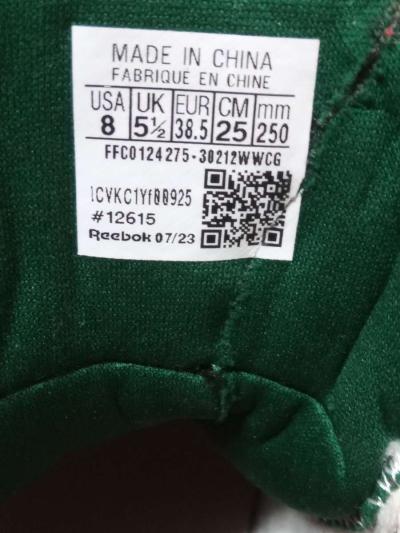 MADE IN CHINA
FABRIQUE EN CHINE
USA UK EUR CM mm
8 5½ 38.5 25 250
FFC0124275-30212WWCG
1CVKC1Yf00925
#12615
Reebok 07/23